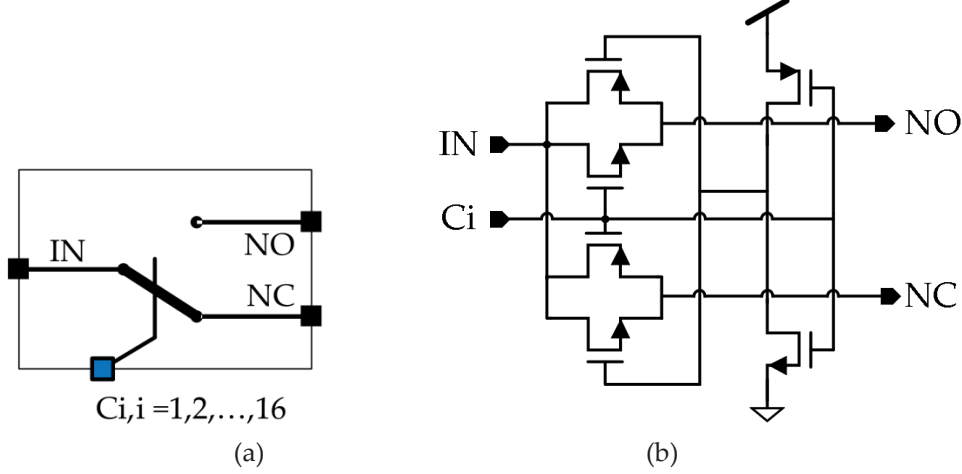 IN
NO
NC
Ci,i =1,2,...,16
(a)
IN
Ci
NO
NC
(b)